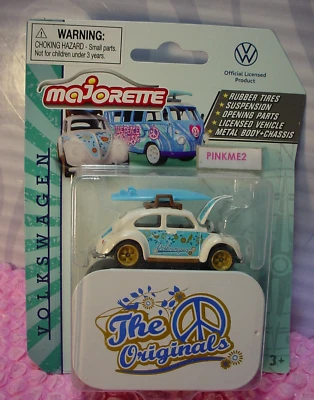 WARNING:
CHOKING HAZARD - Small parts.
Not for children under 3 years.
Official Licensed
Product
majorette
RUBBER TIRES
SUSPENSION
OPENING PARTS
LICENSED VEHICLE
METAL BODY+CHASSIS
PINKME2
VOLKSWAGEN
The
Originals
3+